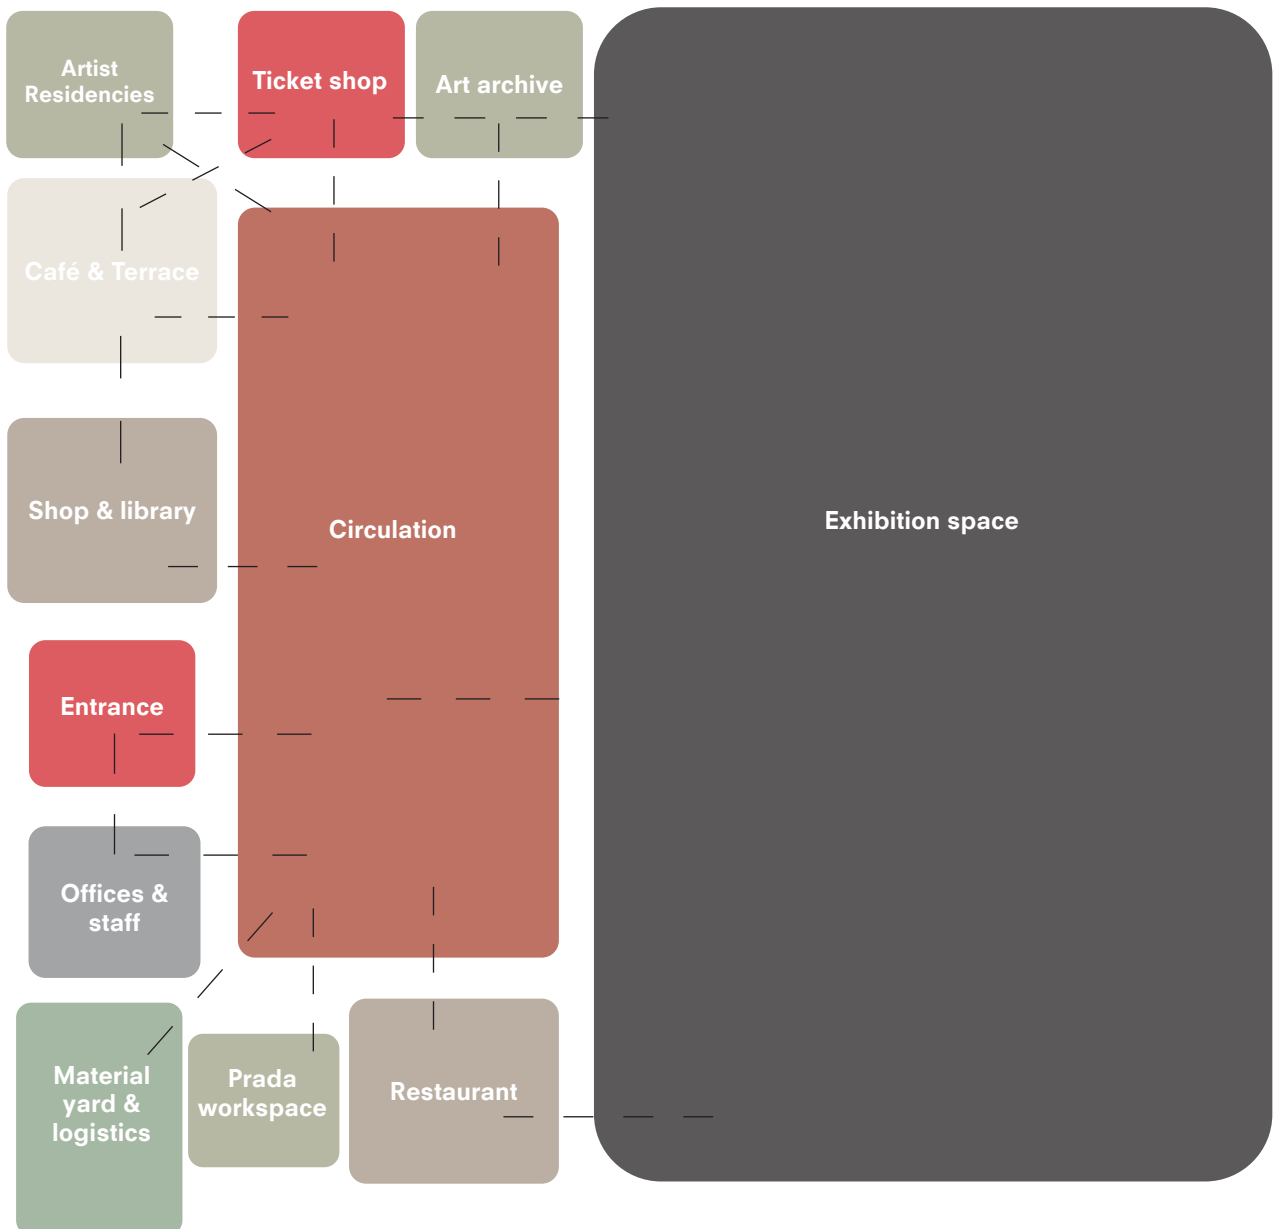 Artist
Residencies
Ticket shop
Art archive
Café & Terrace
Shop & library
Circulation
Exhibition space
Entrance
Offices &
staff
Material
yard &
logistics
Prada
workspace
Restaurant